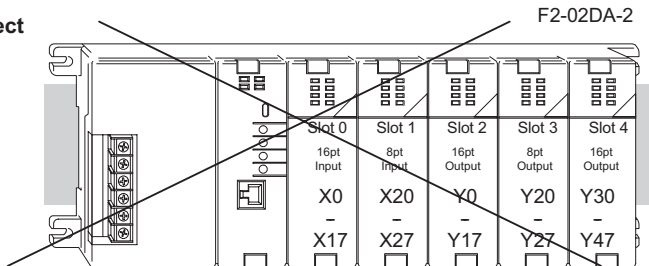 ect
F2-02DA-2
Slot 0 Slot 1 Slot 2 Slot 3 Slot 4
16pt 8pt 16pt 8pt 16pt
Input Input Output Output Output
X0 X20 Y0 Y20 Y30
– – – – –
X17 X27 Y17 Y27 Y47